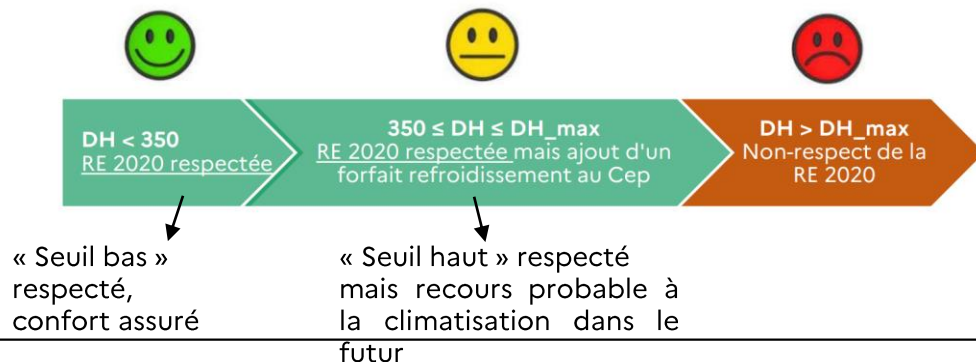 DH < 350
RE 2020 respectée
350 ≤ DH ≤ DH_max
RE 2020 respectée mais ajout d'un
forfait refroidissement au Cep
DH > DH_max
Non-respect de la
RE 2020
« Seuil bas »
respecté,
confort assuré
« Seuil haut » respecté
mais recours probable à
la climatisation dans le
futur